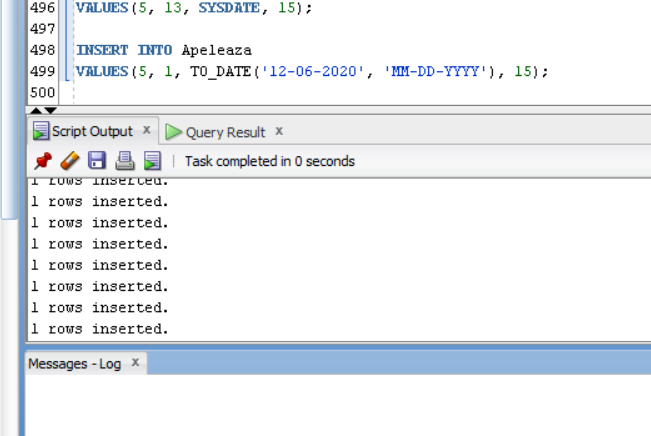 496 VALUES(5, 13, SYSDATE, 15);
497
498 INSERT INTO Apeleaza
499 VALUES(5, 1, TO_DATE('12-06-2020', 'MM-DD-YYYY'), 15);
500
Script Output x Query Result x
Task completed in 0 seconds
1 rows inserted.
1 rows inserted.
1 rows inserted.
1 rows inserted.
1 rows inserted.
1 rows inserted.
1 rows inserted.
1 rows inserted.
Messages - Log x